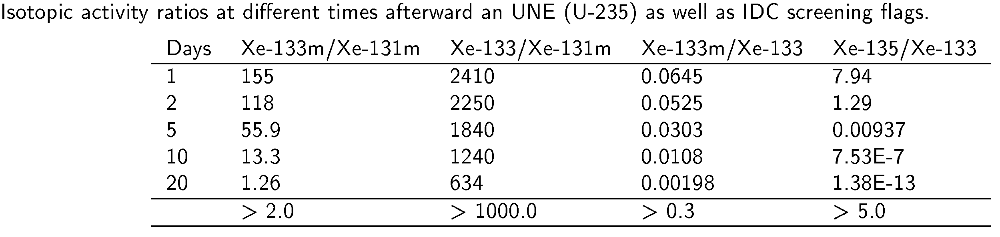 Isotopic activity ratios at different times afterward an UNE (U-235) as well as IDC screening flags.
Days Xe-133m/Xe-131m Xe-133/Xe-131m Xe-133m/Xe-133 Xe-135/Xe-133
1 155 2410 0.0645 7.94
2 118 2250 0.0525 1.29
5 55.9 1840 0.0303 0.00937
10 13.3 1240 0.0108 7.53E-7
20 1.26 634 0.00198 1.38E-13
> 2.0 > 1000.0 > 0.3 > 5.0